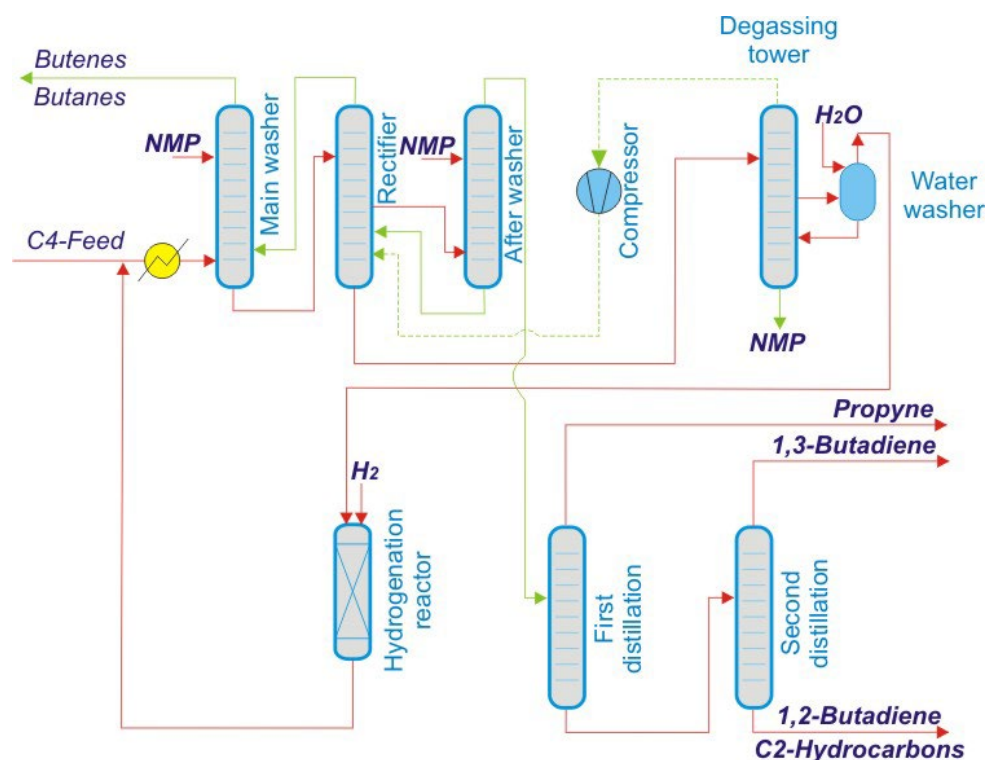 Degassing
tower
Butenes
Butanes
NMP
Main washer
Rectifier
NMP
After washer
Compressor
H2O
Water
washer
C4-Feed
NMP
Propyne
1,3-Butadiene
H2
Hydrogenation
reactor
First
distillation
Second
distillation
1,2-Butadiene
C2-Hydrocarbons